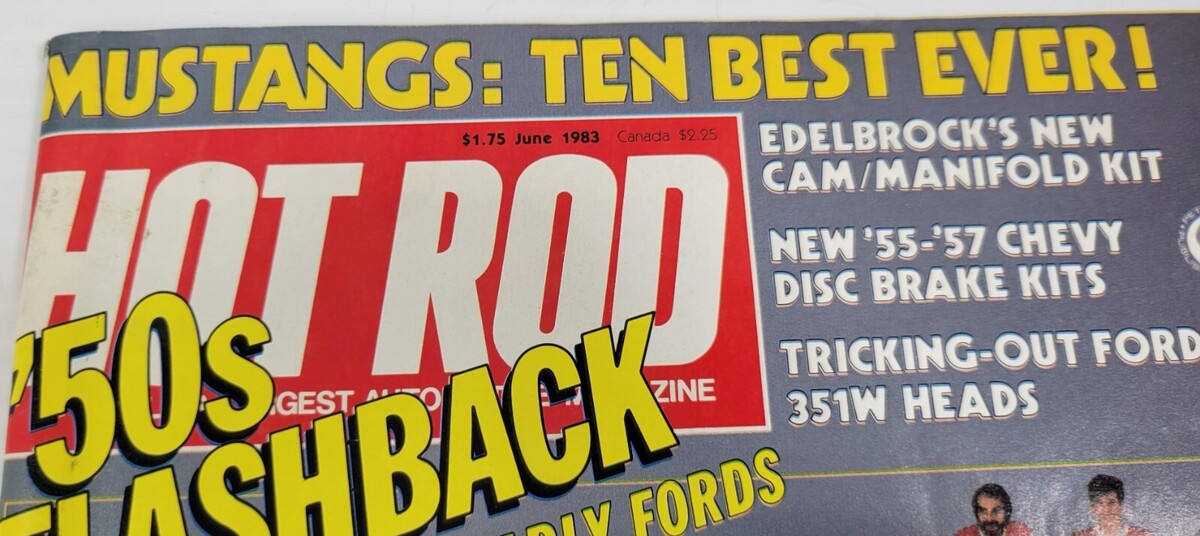 MUSTANGS: TEN BEST EVER!
$1.75 June 1983 Canada $2.25
HOT ROD
EDELBROCK'S NEW
CAM/MANIFOLD KIT
NEW '55-'57 CHEVY
DISC BRAKE KITS
TRICKING-OUT FORD
351W HEADS
'50s
FLASHBACK
FORDS